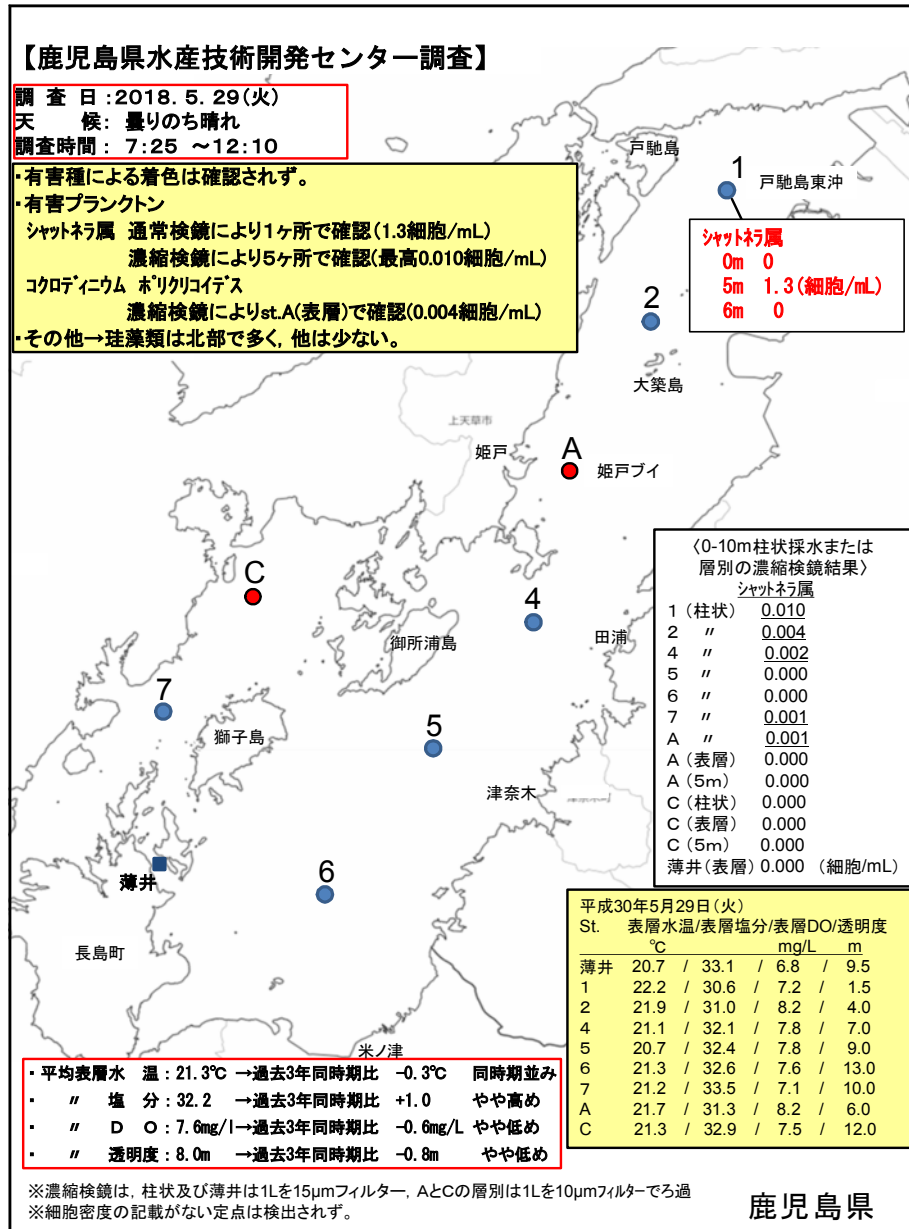 【鹿児島県水産技術開発センター調査】
調 査 日：2018．5．29（火）
天　　候： 曇りのち晴れ
調査時間： 7：25 ～12：10
・有害種による着色は確認されず。
・有害プランクトン
シャットネラ属 通常検鏡により1ヶ所で確認（1.3細胞/mL）
濃縮検鏡により5ヶ所で確認（最高0.010細胞/mL）
コクロディニウム ポリクリコイデス
濃縮検鏡によりst.A（表層）で確認（0.004細胞/mL）
・その他→珪藻類は北部で多く，他は少ない。
戸馳島
1
戸馳島東沖
シャットネラ属
0m 0
5m 1.3（細胞/mL）
6m 0
2
大築島
上天草市
姫戸
A
姫戸ブイ
C
4
御所浦島
田浦
7
獅子島
5
津奈木
薄井
6
長島町
米ノ津
〈0-10m柱状採水または
層別の濃縮検鏡結果〉
シャットネラ属
1 （柱状） 0.010
2 〃 0.004
4 〃 0.002
5 〃 0.000
6 〃 0.000
7 〃 0.001
A 〃 0.001
A （表層） 0.000
A （5m） 0.000
C （柱状） 0.000
C （表層） 0.000
C （5m） 0.000
薄井（表層） 0.000 （細胞/mL）
平成30年5月29日（火）
St. 表層水温/表層塩分/表層DO/透明度
℃ mg/L m
薄井 20.7 / 33.1 / 6.8 / 9.5
1 22.2 / 30.6 / 7.2 / 1.5
2 21.9 / 31.0 / 8.2 / 4.0
4 21.1 / 32.1 / 7.8 / 7.0
5 20.7 / 32.4 / 7.8 / 9.0
6 21.3 / 32.6 / 7.6 / 13.0
7 21.2 / 33.5 / 7.1 / 10.0
A 21.7 / 31.3 / 8.2 / 6.0
C 21.3 / 32.9 / 7.5 / 12.0
・平均表層水 温：21.3℃ →過去3年同時期比 -0.3℃ 同時期並み
・ 〃 塩 分：32.2 →過去3年同時期比 +1.0 やや高め
・ 〃 D O：7.6mg/l→過去3年同時期比 -0.6mg/L やや低め
・ 〃 透明度：8.0m →過去3年同時期比 -0.8m やや低め
※濃縮検鏡は，柱状及び薄井は1Lを15μmフィルター，AとCの層別は1Lを10μmフィルターでろ過
※細胞密度の記載がない定点は検出されず。
鹿児島県